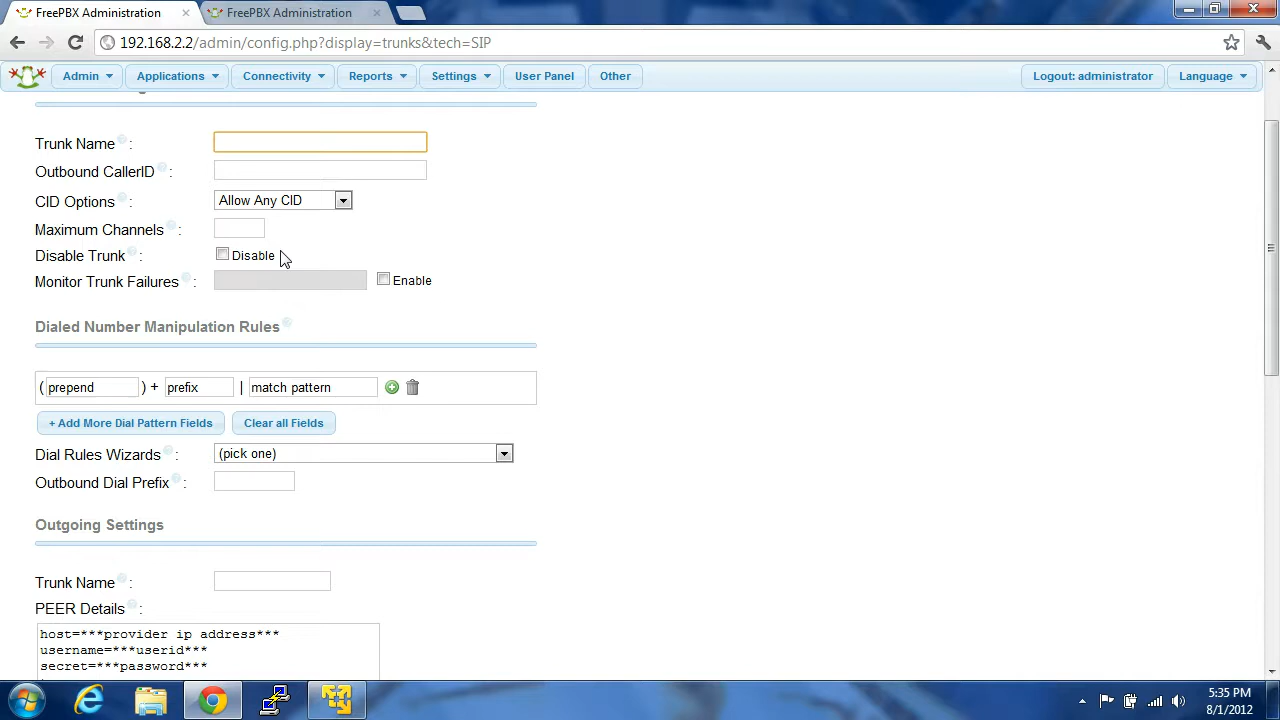 FreePBX Administration × FreePBX Administration ×
192.168.2.2/admin/config.php?display=trunks&tech=SIP
Admin Applications Connectivity Reports Settings User Panel Other Logout: administrator Language
Trunk Name :
Outbound CallerID :
CID Options : Allow Any CID
Maximum Channels :
Disable Trunk : Disable
Monitor Trunk Failures : Enable
Dialed Number Manipulation Rules
( prepend ) + prefix | match pattern
+ Add More Dial Pattern Fields Clear all Fields
Dial Rules Wizards : (pick one)
Outbound Dial Prefix :
Outgoing Settings
Trunk Name :
PEER Details :
host=***provider ip address***
username=***userid***
secret=***password***
5:35 PM
8/1/2012